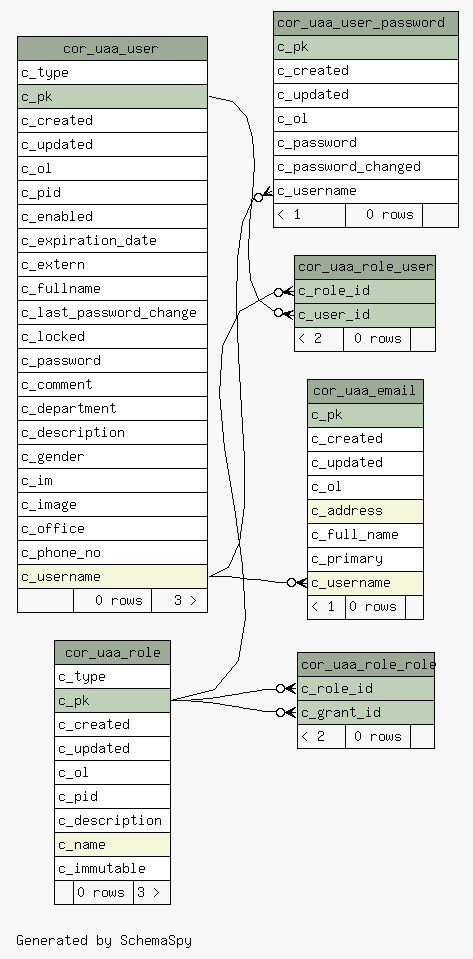 cor_uaa_user
c_type
c_pk
c_created
c_updated
c_ol
c_pid
c_enabled
c_expiration_date
c_extern
c_fullname
c_last_password_change
c_locked
c_password
c_comment
c_department
c_description
c_gender
c_im
c_image
c_office
c_phone_no
c_username
0 rows 3 >
cor_uaa_user_password
c_pk
c_created
c_updated
c_ol
c_password
c_password_changed
c_username
< 1 0 rows
cor_uaa_role_user
c_role_id
c_user_id
< 2 0 rows
cor_uaa_email
c_pk
c_created
c_updated
c_ol
c_address
c_full_name
c_primary
c_username
< 1 0 rows
cor_uaa_role
c_type
c_pk
c_created
c_updated
c_ol
c_pid
c_description
c_name
c_immutable
0 rows 3 >
cor_uaa_role_role
c_role_id
c_grant_id
< 2 0 rows
Generated by SchemaSpy